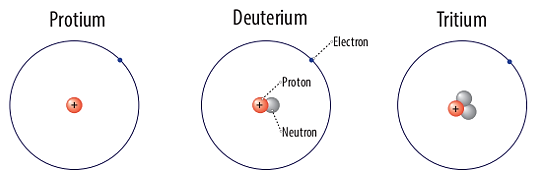 Protium
Deuterium
Tritium
Electron
Proton
+
+
+
Neutron